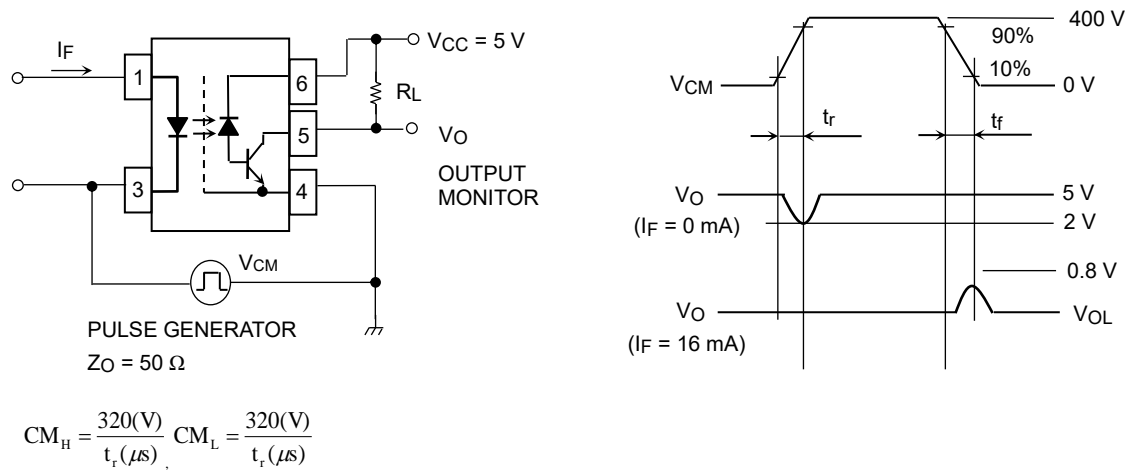 IF
1
3
6
5
4
VCC = 5 V
RL
VO
OUTPUT
MONITOR
VCM
PULSE GENERATOR
ZO = 50 Ω
CMH = 320(V) / tr(μs) , CML = 320(V) / tr(μs)
400 V
90%
10%
VCM
0 V
tr
tf
VO
5 V
(IF = 0 mA)
2 V
0.8 V
VO
VOL
(IF = 16 mA)